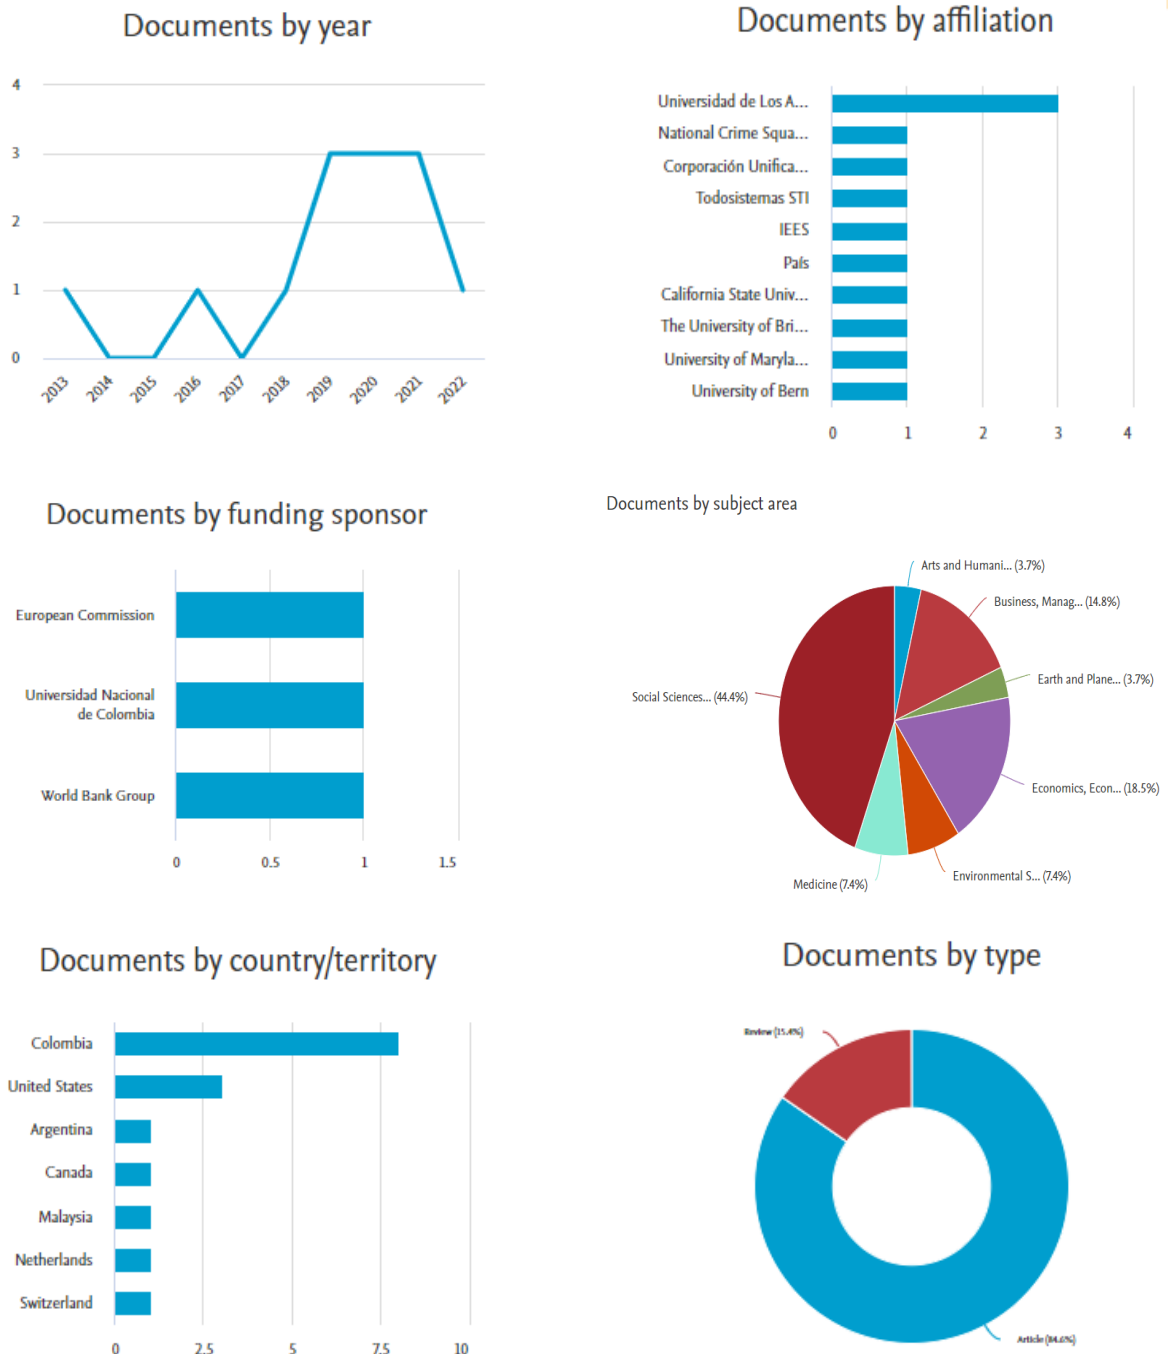 Documents by year
4
3
2
1
0
2013
2014
2015
2016
2017
2018
2019
2020
2021
2022
Documents by affiliation
Universidad de Los A...
National Crime Squa...
Corporación Unifica...
Todosistemas STI
IEES
País
California State Univ...
The University of Bri...
University of Maryla...
University of Bern
0 1 2 3 4
Documents by funding sponsor
European Commission
Universidad Nacional
de Colombia
World Bank Group
0 0.5 1 1.5
Documents by subject area
Arts and Humani... (3.7%)
Business, Manag... (14.8%)
Earth and Plane... (3.7%)
Social Sciences... (44.4%)
Economics, Econ... (18.5%)
Environmental S... (7.4%)
Medicine (7.4%)
Documents by country/territory
Colombia
United States
Argentina
Canada
Malaysia
Netherlands
Switzerland
0 2.5 5 7.5 10
Documents by type
Review (15.4%)
Article (84.6%)